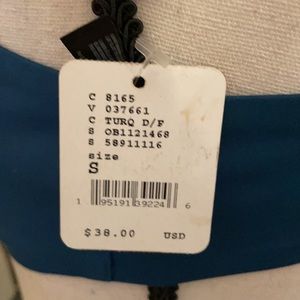 C 8165
V 037661
C TURQ D/F
S OB1121468
S 58911116
size
S
1 95191 39224 6
$38.00 USD